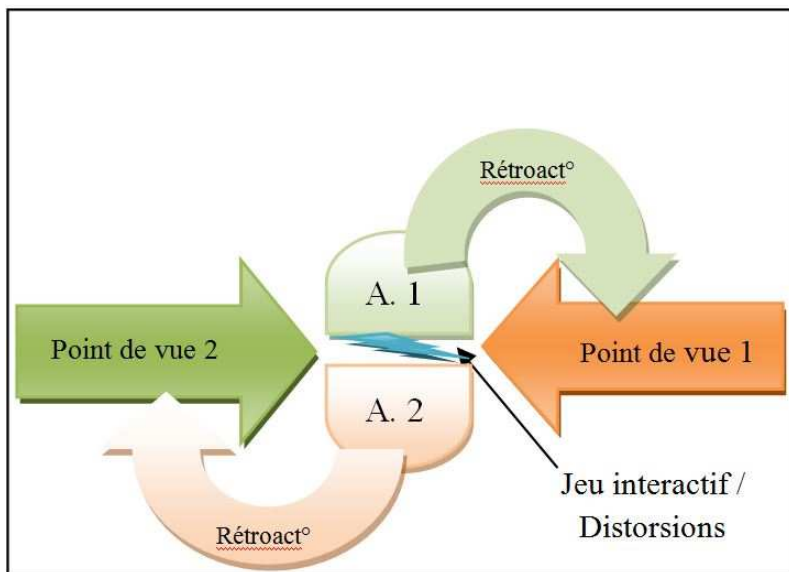 Rétroact°
A. 1
Point de vue 2
Point de vue 1
A. 2
Jeu interactif /
Distorsions
Rétroact°